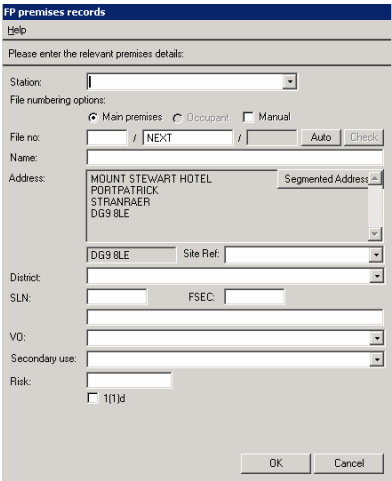 FP premises records
Help
Please enter the relevant premises details:
Station:
File numbering options:
Main premises Occupant Manual
File no: / NEXT / Auto Check
Name:
Address: MOUNT STEWART HOTEL Segmented Address
PORTPATRICK
STRANRAER
DG9 8LE
DG9 8LE Site Ref:
District:
SLN: FSEC:
VO:
Secondary use:
Risk:
1(1)d
OK Cancel